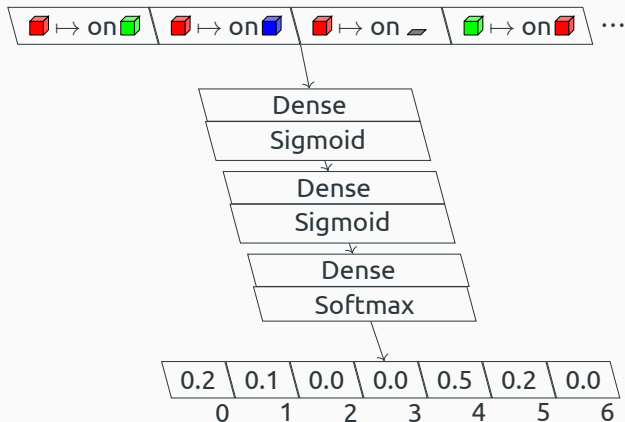 ↦ on ↦ on ↦ on ↦ on ...
Dense
Sigmoid
Dense
Sigmoid
Dense
Softmax
0.2 0.1 0.0 0.0 0.5 0.2 0.0
0 1 2 3 4 5 6